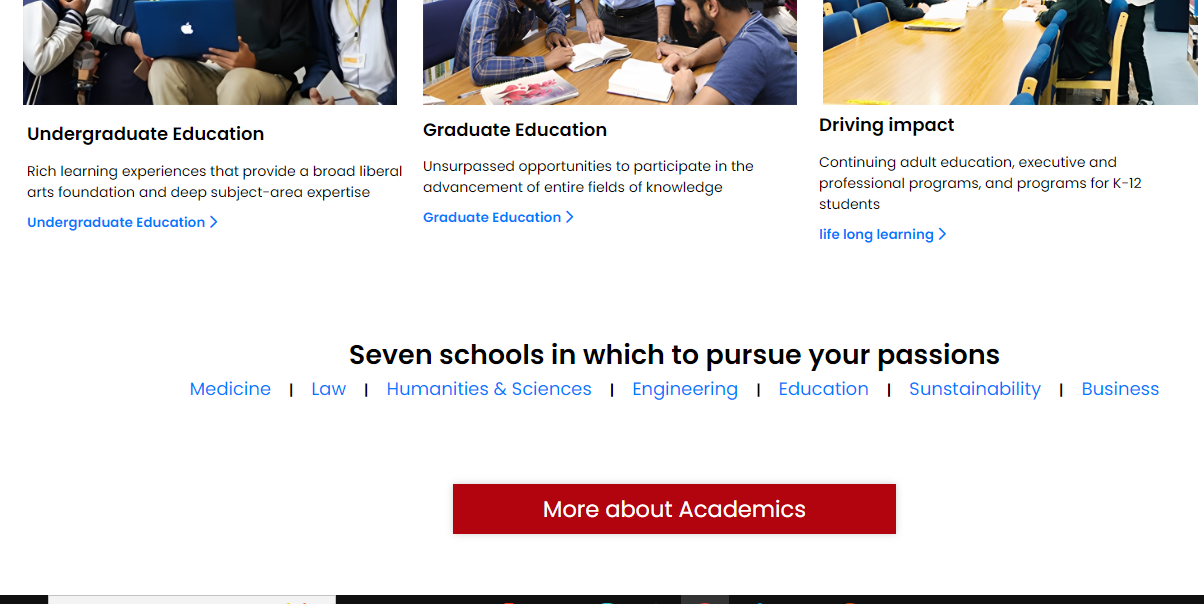 Undergraduate Education
Rich learning experiences that provide a broad liberal
arts foundation and deep subject-area expertise
Undergraduate Education >
Graduate Education
Unsurpassed opportunities to participate in the
advancement of entire fields of knowledge
Graduate Education >
Driving impact
Continuing adult education, executive and
professional programs, and programs for K-12
students
life long learning >
Seven schools in which to pursue your passions
Medicine | Law | Humanities & Sciences | Engineering | Education | Sunstainability | Business
More about Academics